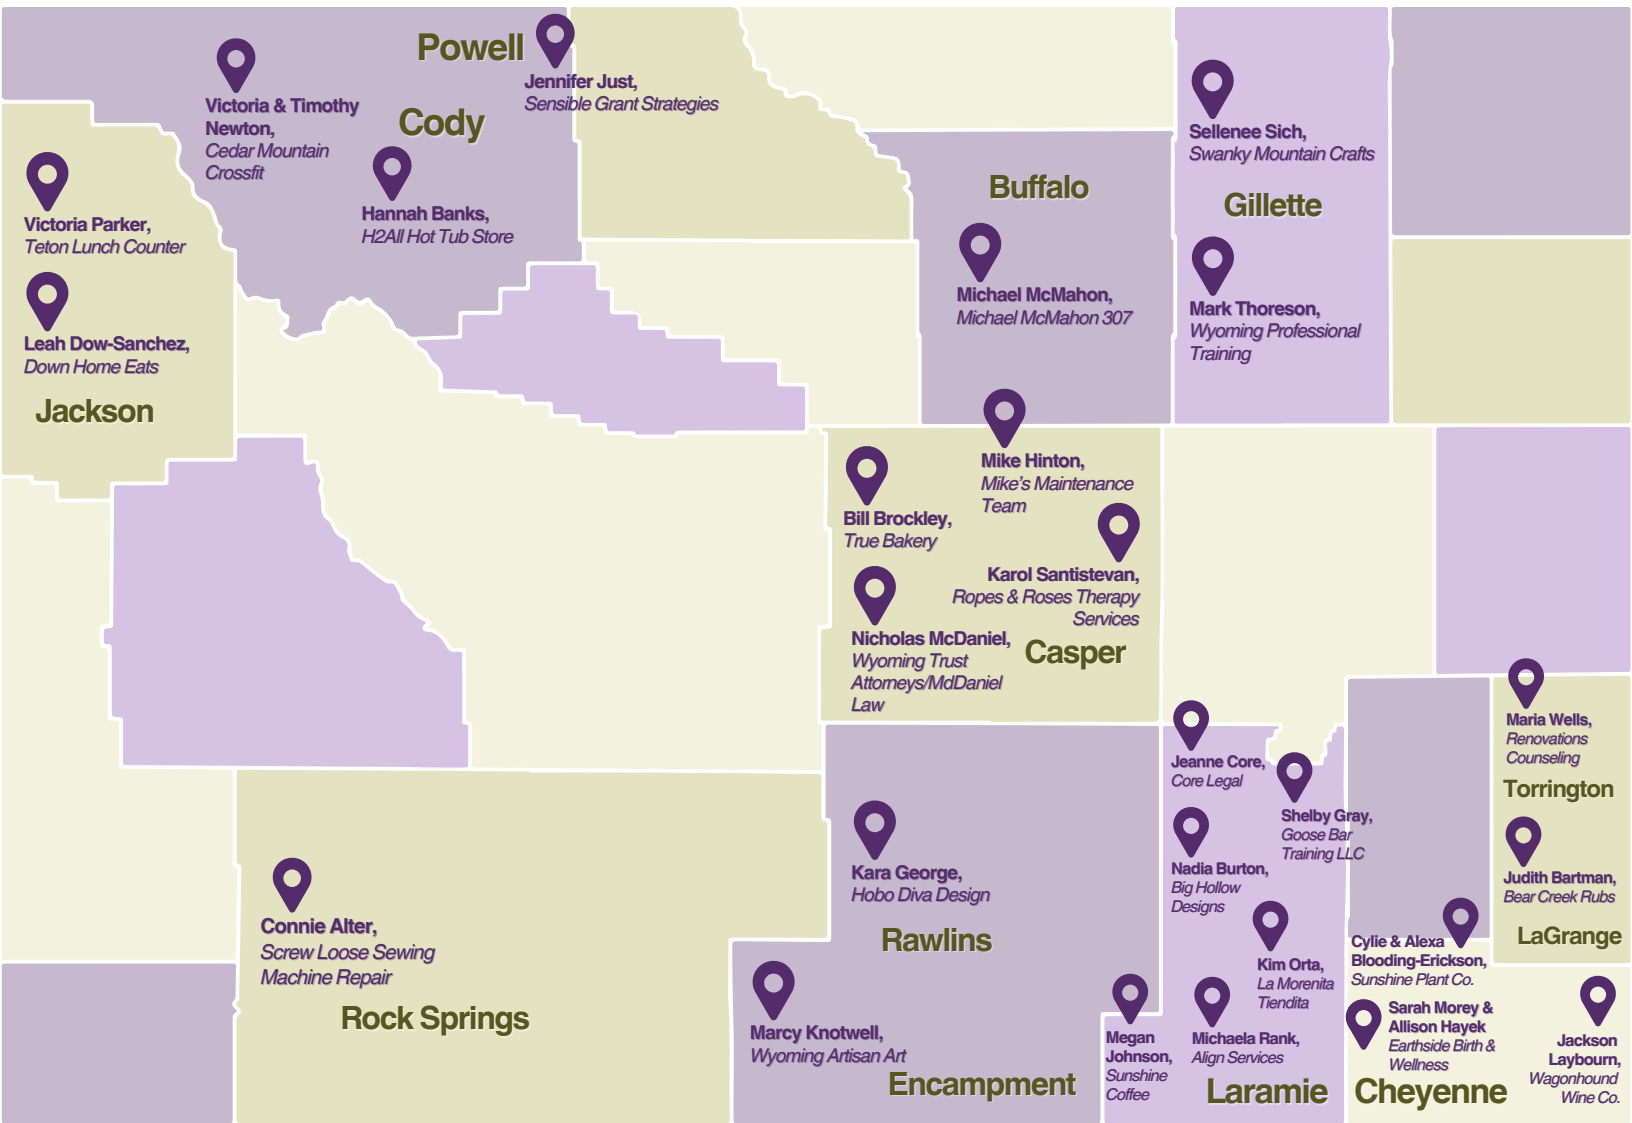 Powell
Jennifer Just,
Sensible Grant Strategies
Victoria & Timothy
Newton,
Cedar Mountain
Crossfit
Cody
Hannah Banks,
H2All Hot Tub Store
Victoria Parker,
Teton Lunch Counter
Leah Dow-Sanchez,
Down Home Eats
Jackson
Buffalo
Michael McMahon,
Michael McMahon 307
Sellenee Sich,
Swanky Mountain Crafts
Gillette
Mark Thoreson,
Wyoming Professional
Training
Mike Hinton,
Mike’s Maintenance
Team
Bill Brockley,
True Bakery
Karol Santistevan,
Ropes & Roses Therapy
Services
Nicholas McDaniel,
Wyoming Trust
Attorneys/MdDaniel
Law
Casper
Maria Wells,
Renovations
Counseling
Torrington
Judith Bartman,
Bear Creek Rubs
LaGrange
Jeanne Core,
Core Legal
Shelby Gray,
Goose Bar
Training LLC
Nadia Burton,
Big Hollow
Designs
Kim Orta,
La Morenita
Tiendita
Megan
Johnson,
Sunshine
Coffee
Michaela Rank,
Align Services
Laramie
Cylie & Alexa
Blooding-Erickson,
Sunshine Plant Co.
Sarah Morey &
Allison Hayek
Earthside Birth &
Wellness
Jackson
Laybourn,
Wagonhound
Wine Co.
Cheyenne
Kara George,
Hobo Diva Design
Rawlins
Marcy Knotwell,
Wyoming Artisan Art
Encampment
Connie Alter,
Screw Loose Sewing
Machine Repair
Rock Springs